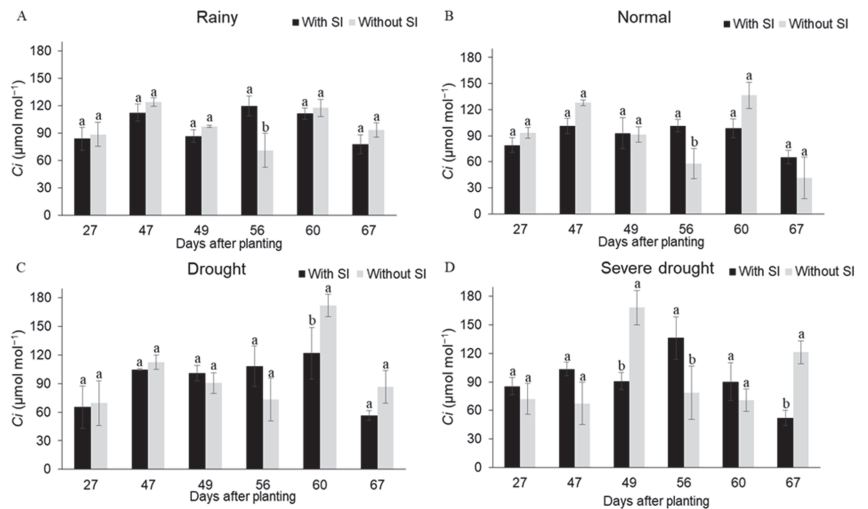 A Rainy
With SI Without SI
Ci (μmol mol⁻¹)
180
150
120
90
60
30
0
a a a a a a a b a a a a
27 47 49 56 60 67
Days after planting
B Normal
With SI Without SI
Ci (μmol mol⁻¹)
180
150
120
90
60
30
0
a a a a a a a b a a a a
27 47 49 56 60 67
Days after planting
C Drought
With SI Without SI
Ci (μmol mol⁻¹)
180
150
120
90
60
30
0
a a a a a a a a b a a a
27 47 49 56 60 67
Days after planting
D Severe drought
With SI Without SI
Ci (μmol mol⁻¹)
180
150
120
90
60
30
0
a a a a b a a b a a b a
27 47 49 56 60 67
Days after planting